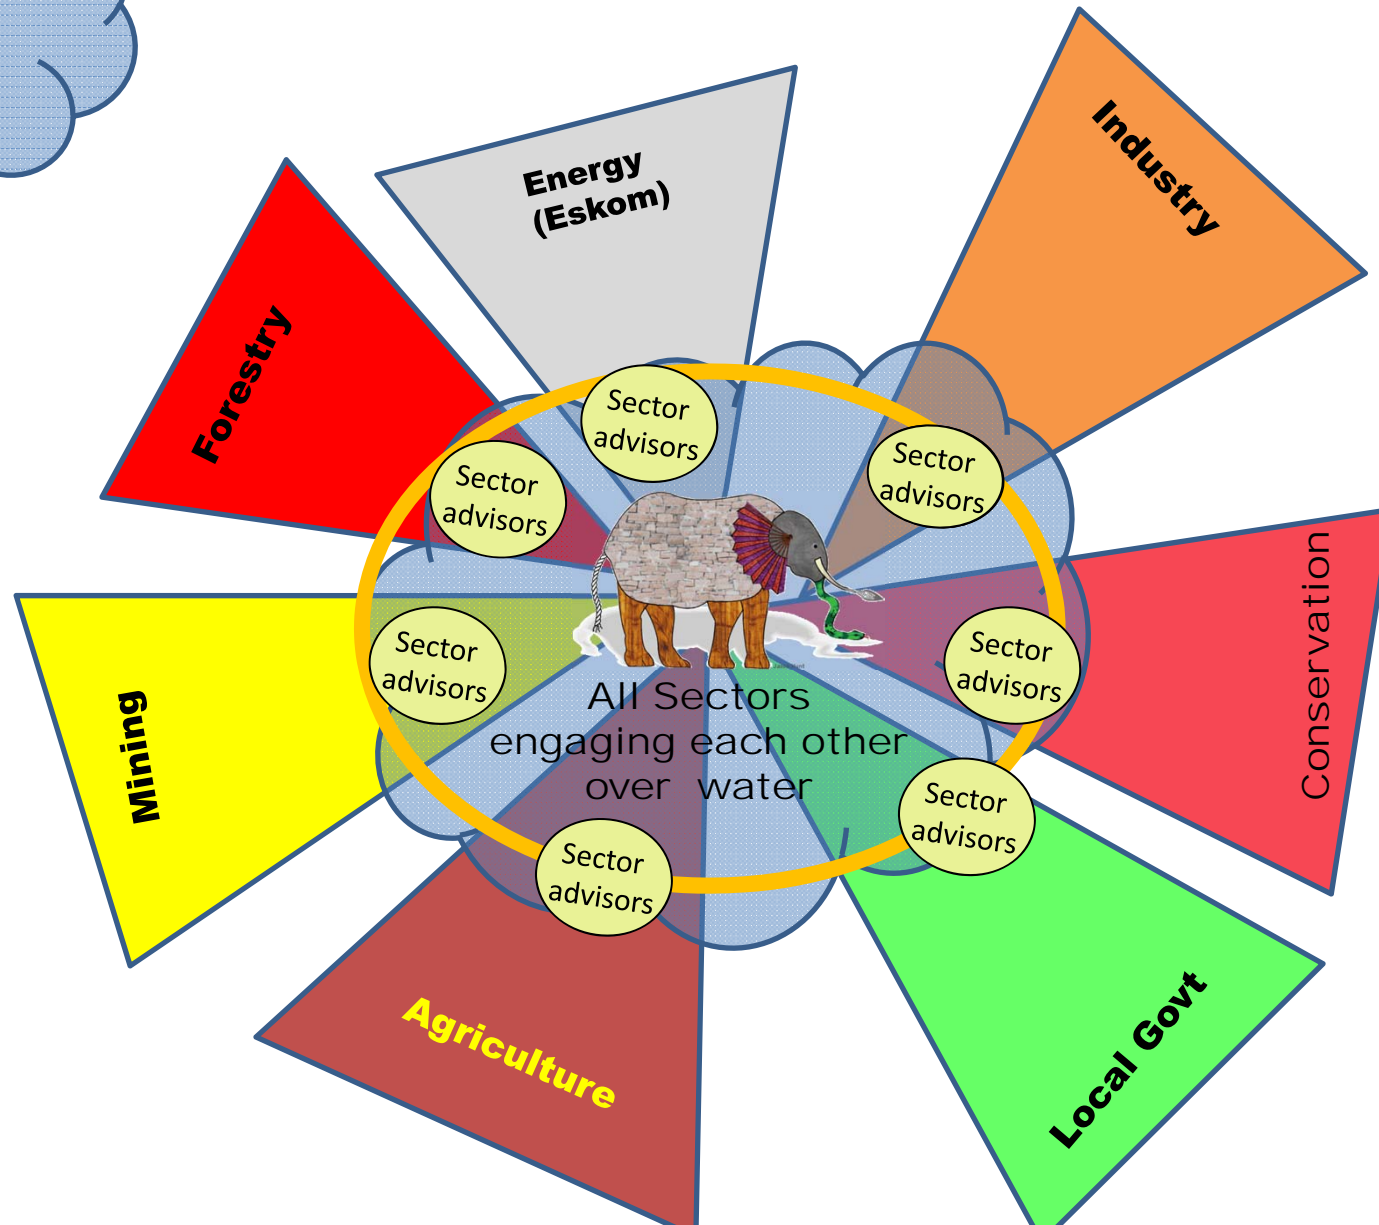 Industry
Energy
(Eskom)
Forestry
Sector
advisors
Sector
advisors
Sector
advisors
Conservation
Sector
advisors
Sector
advisors
Mining
All Sectors
engaging each other
over water
Sector
advisors
Sector
advisors
Agriculture
Local Govt